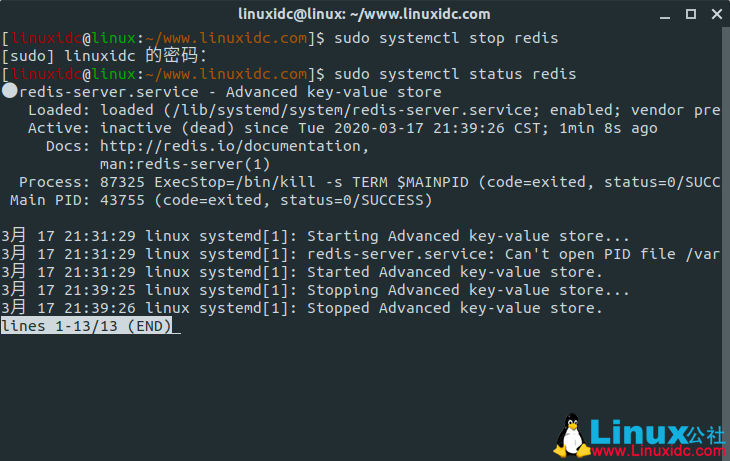 linuxidc@linux: ~/www.linuxidc.com
[linuxidc@linux:~/www.linuxidc.com]$ sudo systemctl stop redis
[sudo] linuxidc 的密码：
[linuxidc@linux:~/www.linuxidc.com]$ sudo systemctl status redis
●redis-server.service - Advanced key-value store
   Loaded: loaded (/lib/systemd/system/redis-server.service; enabled; vendor pre
   Active: inactive (dead) since Tue 2020-03-17 21:39:26 CST; 1min 8s ago
     Docs: http://redis.io/documentation,
           man:redis-server(1)
  Process: 87325 ExecStop=/bin/kill -s TERM $MAINPID (code=exited, status=0/SUCC
 Main PID: 43755 (code=exited, status=0/SUCCESS)

3月 17 21:31:29 linux systemd[1]: Starting Advanced key-value store...
3月 17 21:31:29 linux systemd[1]: redis-server.service: Can't open PID file /var
3月 17 21:31:29 linux systemd[1]: Started Advanced key-value store.
3月 17 21:39:25 linux systemd[1]: Stopping Advanced key-value store...
3月 17 21:39:26 linux systemd[1]: Stopped Advanced key-value store.
lines 1-13/13 (END)
Linux公社
www.Linuxidc.com